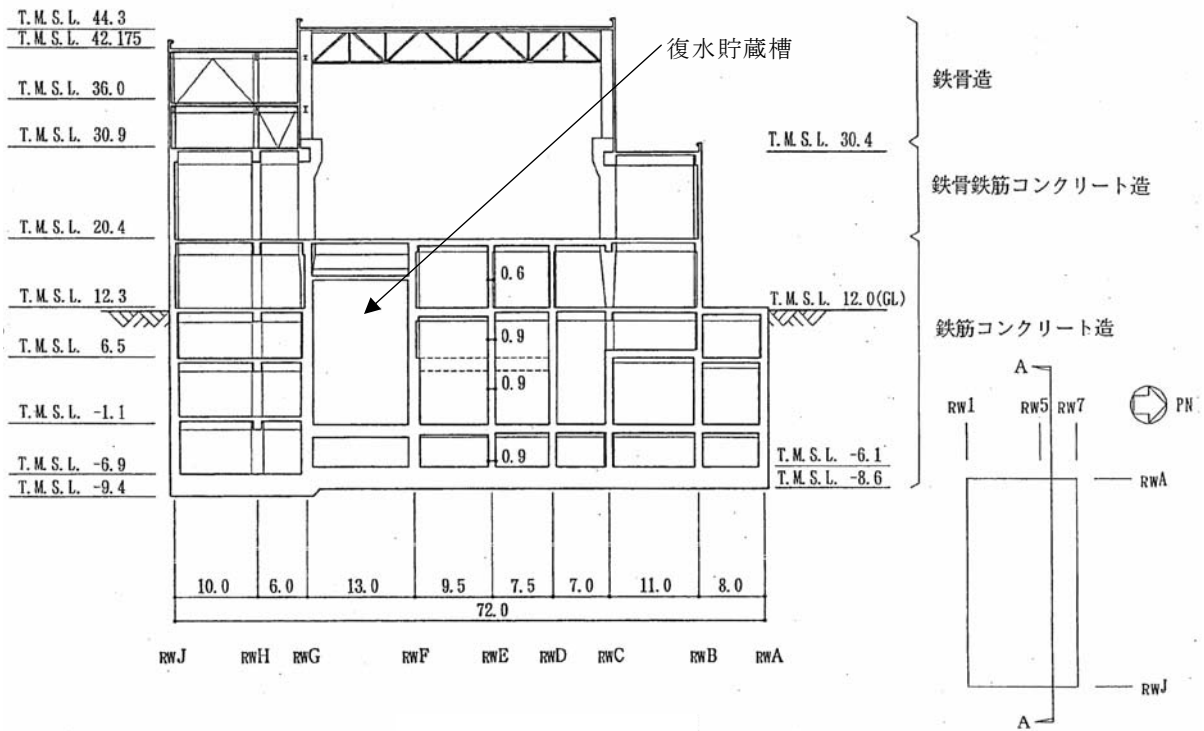 T.M.S.L. 44.3
T.M.S.L. 42.175
T.M.S.L. 36.0
T.M.S.L. 30.9
T.M.S.L. 20.4
T.M.S.L. 12.3
T.M.S.L. 6.5
T.M.S.L. -1.1
T.M.S.L. -6.9
T.M.S.L. -9.4
復水貯蔵槽
T.M.S.L. 30.4
T.M.S.L. 12.0(GL)
T.M.S.L. -6.1
T.M.S.L. -8.6
鉄骨造
鉄骨鉄筋コンクリート造
鉄筋コンクリート造
0.6
0.9
0.9
0.9
10.0 6.0 13.0 9.5 7.5 7.0 11.0 8.0
72.0
RWJ RWH RWG RWF RWE RWD RWC RWB RWA
A
RW1 RW5 RW7
PN
RWA
RWJ
A